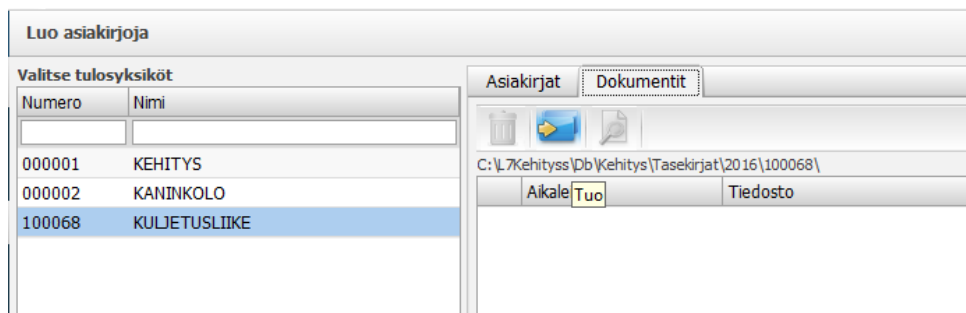 Luo asiakirjoja
Valitse tulosyksiköt
Numero Nimi
000001 KEHITYS
000002 KANINKOLO
100068 KULJETUSLIIKE
Asiakirjat Dokumentit
C:\L7Kehityss\Db\Kehitys\Tasekirjat\2016\100068\
Aikale Tiedosto
Tuo